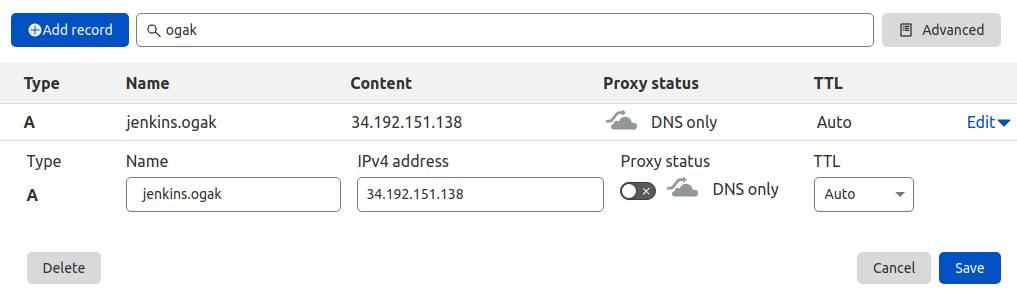 Add record ogak Advanced
Type Name Content Proxy status TTL
A jenkins.ogak 34.192.151.138 DNS only Auto Edit
Type Name IPv4 address Proxy status TTL
A jenkins.ogak 34.192.151.138 DNS only Auto
Delete Cancel Save